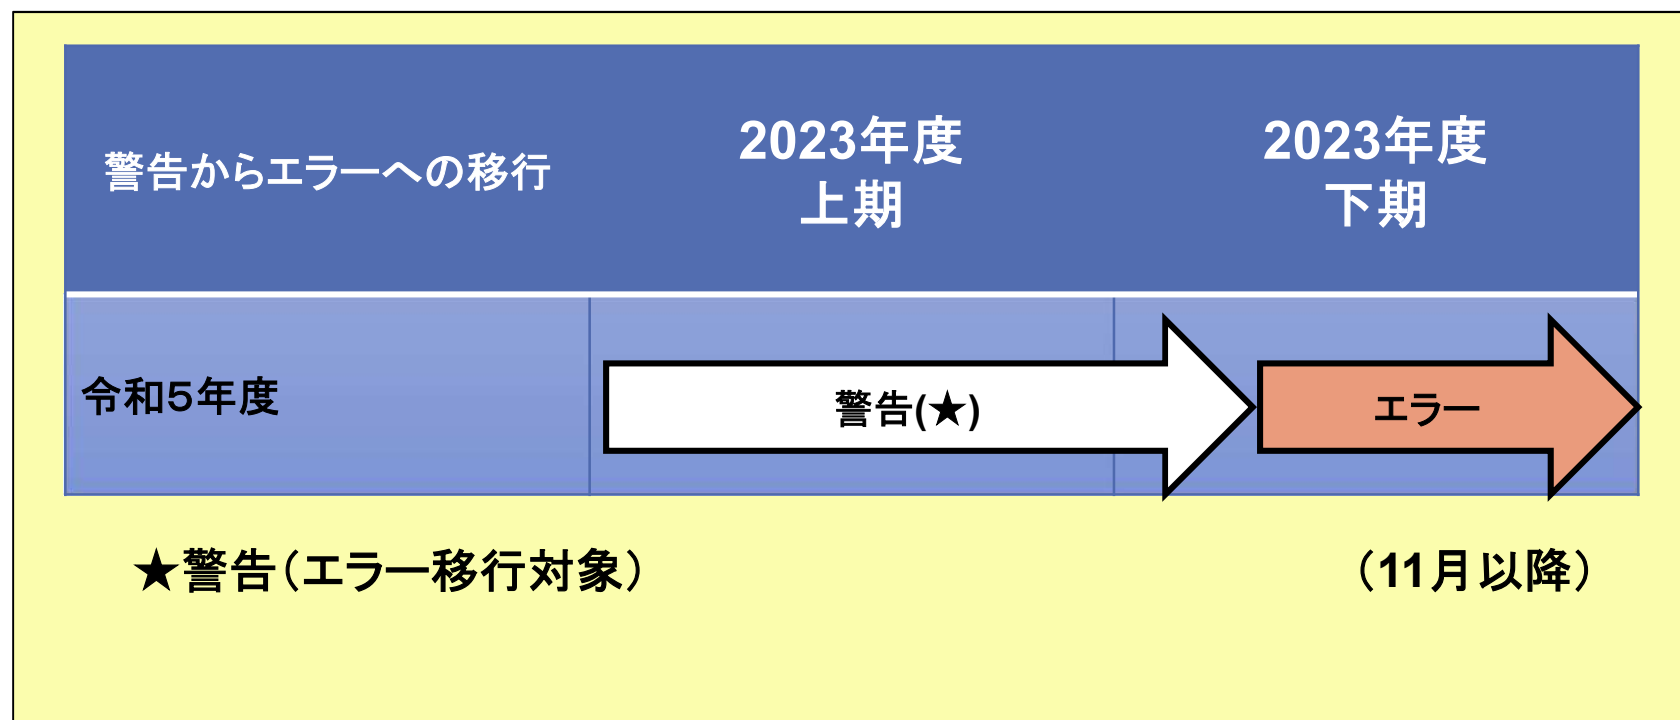 警告からエラーへの移行
2023年度
上期
2023年度
下期
令和5年度
警告(★)
エラー
★警告（エラー移行対象）
（11月以降）